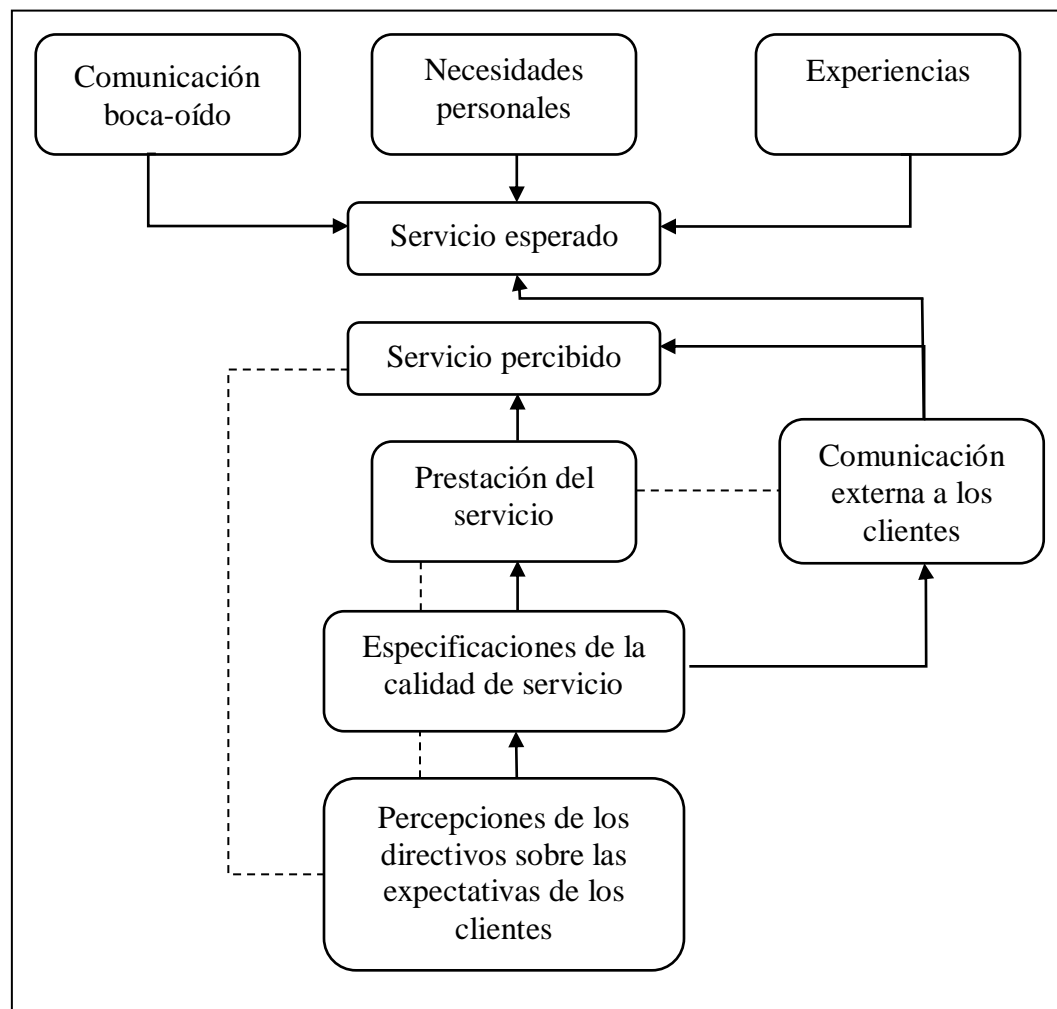 Comunicación
boca-oído
Necesidades
personales
Experiencias
Servicio esperado
Servicio percibido
Prestación del
servicio
Comunicación
externa a los
clientes
Especificaciones de la
calidad de servicio
Percepciones de los
directivos sobre las
expectativas de los
clientes